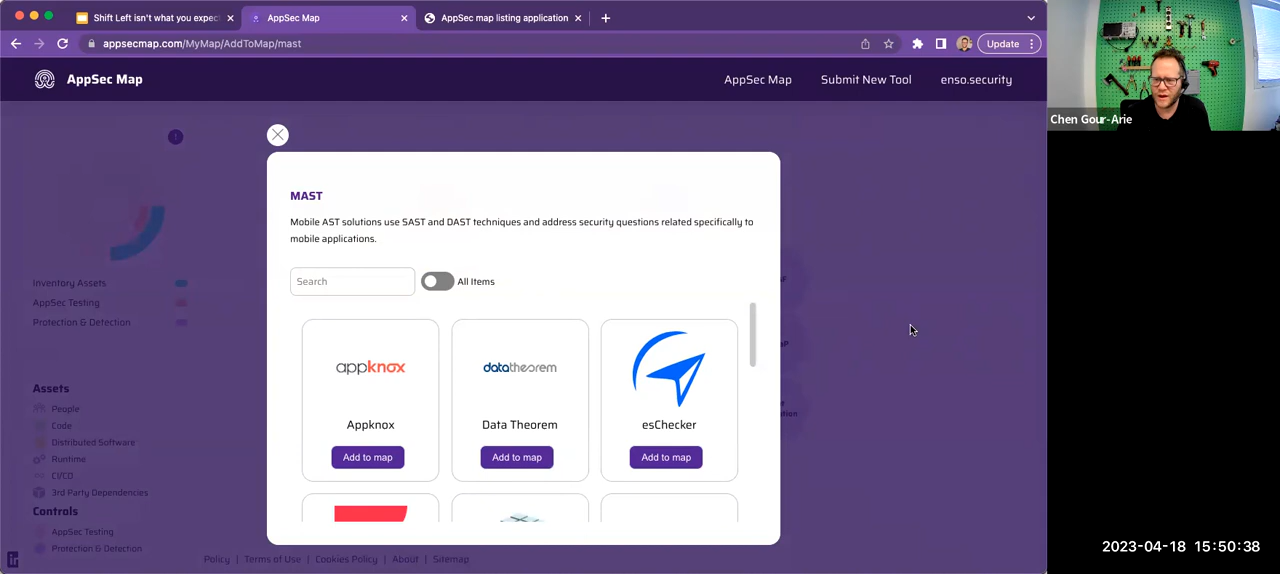 Shift Left isn't what you expec
AppSec Map
AppSec map listing application
appsecmap.com/MyMap/AddToMap/mast
Update
AppSec Map
AppSec Map
Submit New Tool
enso.security
Chen Gour-Arie
MAST
Mobile AST solutions use SAST and DAST techniques and address security questions related specifically to
mobile applications.
Search
All Items
Inventory Assets
AppSec Testing
Protection & Detection
appknox
datatheorem
Appknox
Data Theorem
esChecker
Add to map
Add to map
Add to map
Assets
People
Code
Distributed Software
Runtime
CI/CD
3rd Party Dependencies
Controls
AppSec Testing
Protection & Detection
Policy | Terms of Use | Cookies Policy | About | Sitemap
2023-04-18 15:50:38